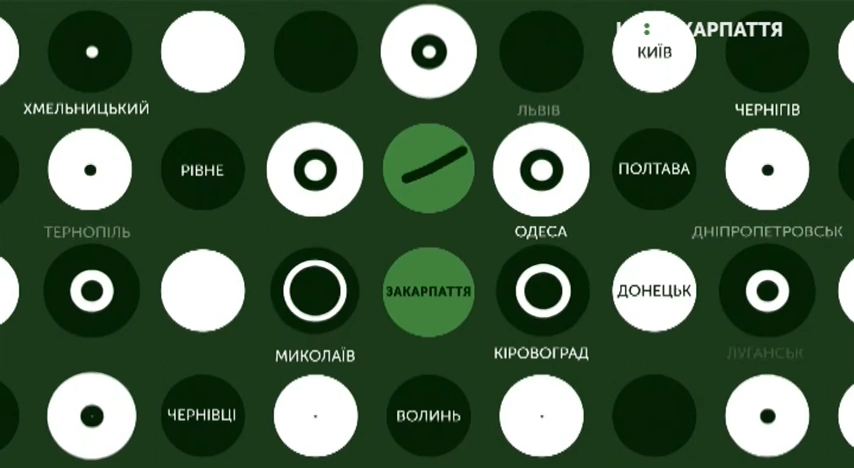 КАРПАТТЯ
КИЇВ
ХМЕЛЬНИЦЬКИЙ
ЛЬВІВ
ЧЕРНІГІВ
РІВНЕ
ПОЛТАВА
ТЕРНОПІЛЬ
ОДЕСА
ДНІПРОПЕТРОВСЬК
ЗАКАРПАТТЯ
ДОНЕЦЬК
МИКОЛАЇВ
КІРОВОГРАД
ЛУГАНСЬК
ЧЕРНІВЦІ
ВОЛИНЬ